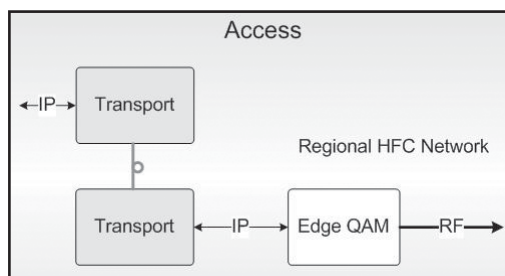 Access
IP
Transport
Regional HFC Network
Transport
IP
Edge QAM
RF